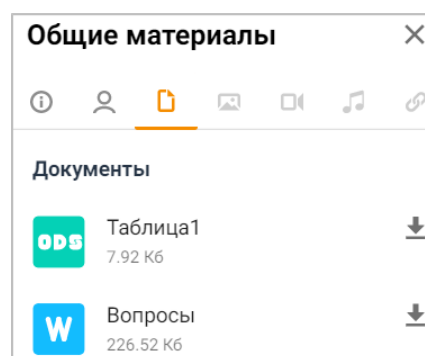 Общие материалы
Документы
ODS
Таблица1
7.92 Кб
W
Вопросы
226.52 Кб